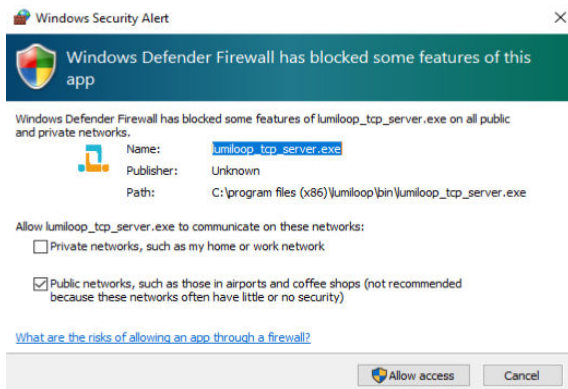 Windows Security Alert
Windows Defender Firewall has blocked some features of this
app
Windows Defender Firewall has blocked some features of lumiloop_tcp_server.exe on all public
and private networks.
Name: lumiloop_tcp_server.exe
Publisher: Unknown
Path: C:\program files (x86)\lumiloop\bin\lumiloop_tcp_server.exe
Allow lumiloop_tcp_server.exe to communicate on these networks:
Private networks, such as my home or work network
Public networks, such as those in airports and coffee shops (not recommended
because these networks often have little or no security)
What are the risks of allowing an app through a firewall?
Allow access Cancel